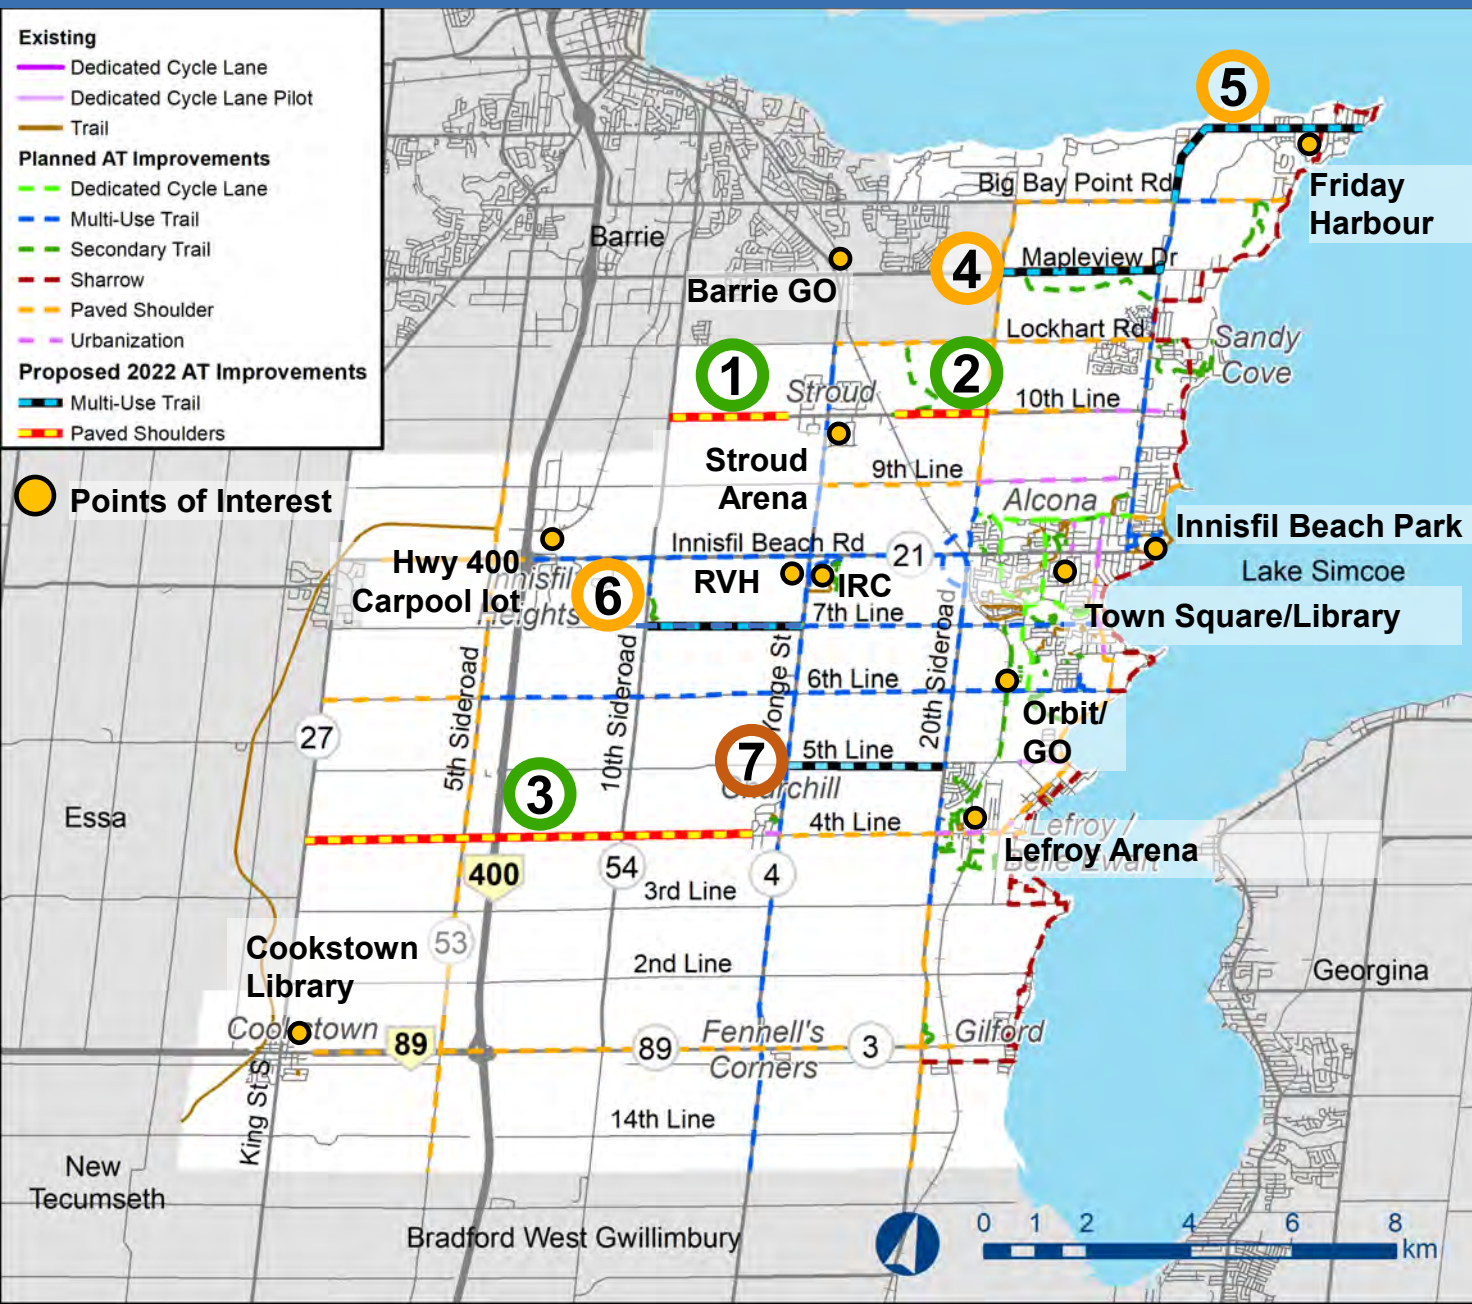 Existing
Dedicated Cycle Lane
Dedicated Cycle Lane Pilot
Trail
Planned AT Improvements
Dedicated Cycle Lane
Multi-Use Trail
Secondary Trail
Sharrow
Paved Shoulder
Urbanization
Proposed 2022 AT Improvements
Multi-Use Trail
Paved Shoulders
Points of Interest
5
Big Bay Point Rd
Friday
Harbour
Barrie
4
Mapleview Dr
Barrie GO
Lockhart Rd
Sandy
Cove
1
Stroud
2
10th Line
Stroud
Arena
9th Line
Alcona
Innisfil Beach Park
Innisfil Beach Rd
21
Hwy 400
Carpool lot
Innisfil
Heights
6
RVH
IRC
7th Line
Lake Simcoe
Town Square/Library
5th Sideroad
10th Sideroad
Yonge St
20th Sideroad
6th Line
27
Orbit/
GO
7
5th Line
Churchill
3
4th Line
Essa
Lefroy /
Belle Ewart
Lefroy Arena
400
54
4
3rd Line
53
Cookstown
Library
2nd Line
Georgina
Cookstown
89
89
Fennell's
Corners
3
Gilford
King St S
14th Line
New
Tecumseth
Bradford West Gwillimbury
0 1 2 4 6 8
km